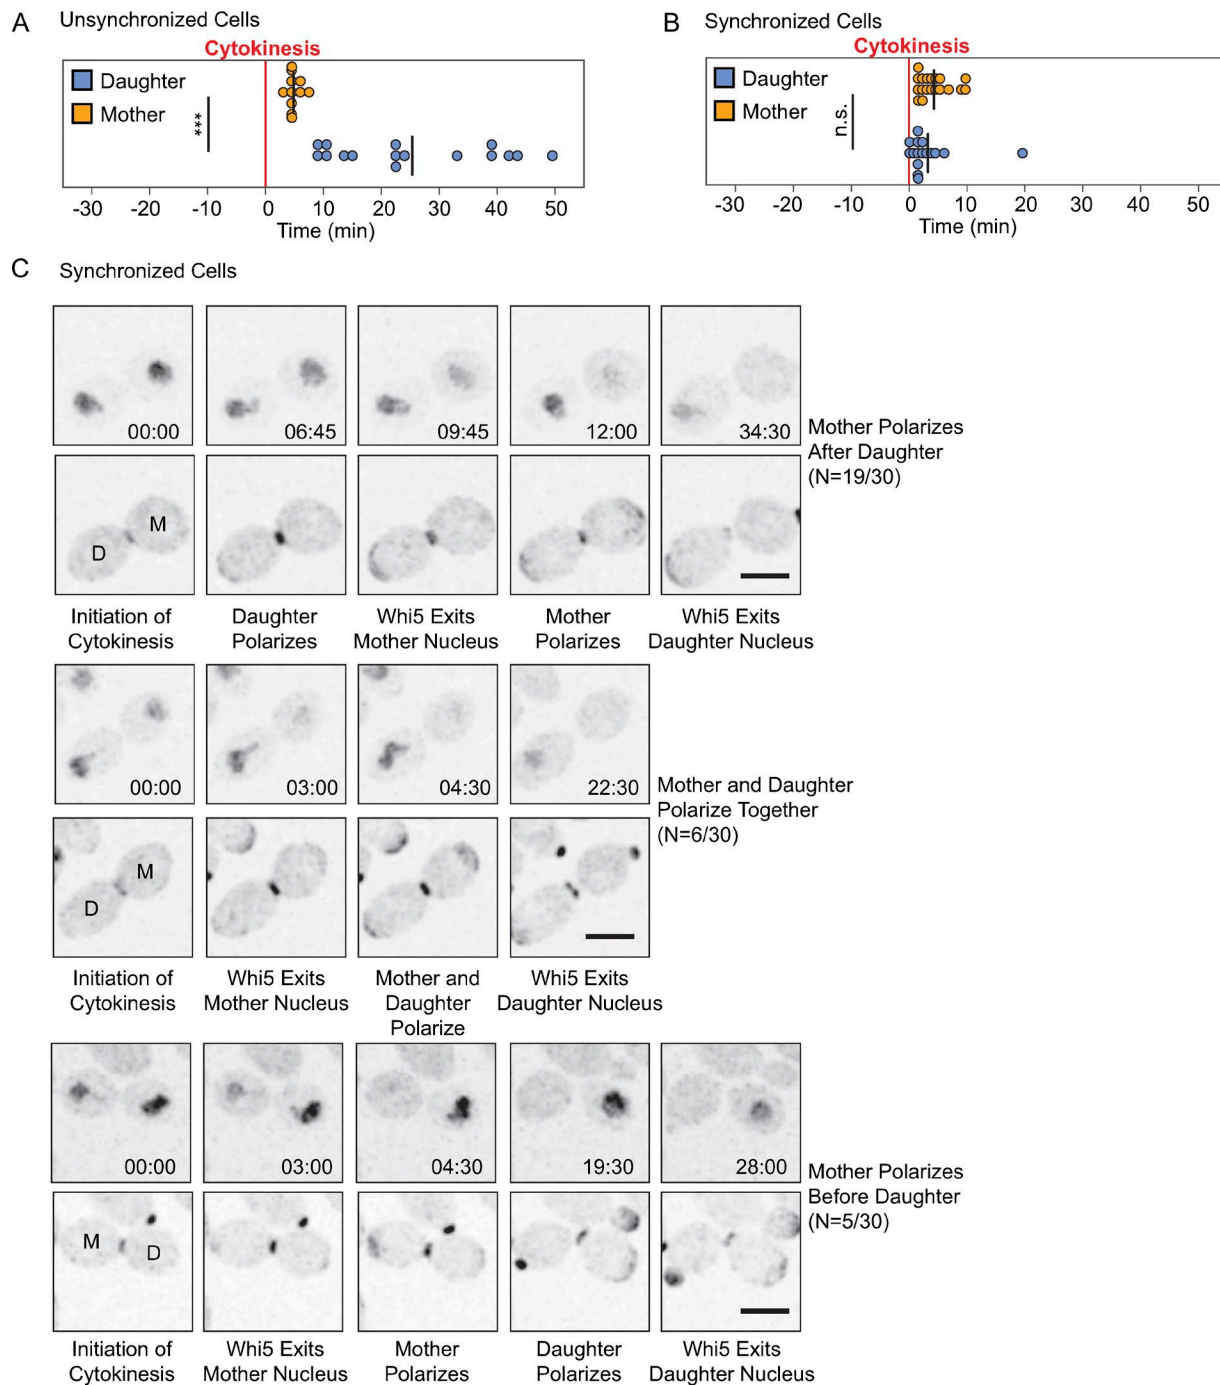 A Unsynchronized Cells
Cytokinesis
Daughter
Mother
***
-30 -20 -10 0 10 20 30 40 50
Time (min)
B Synchronized Cells
Cytokinesis
Daughter
Mother
n.s.
-30 -20 -10 0 10 20 30 40 50
Time (min)
C Synchronized Cells
00:00 06:45 09:45 12:00 34:30
Mother Polarizes
After Daughter
(N=19/30)
D M
Initiation of
Cytokinesis
Daughter
Polarizes
Whi5 Exits
Mother Nucleus
Mother
Polarizes
Whi5 Exits
Daughter Nucleus
00:00 03:00 04:30 22:30
Mother and Daughter
Polarize Together
(N=6/30)
D M
Initiation of
Cytokinesis
Whi5 Exits
Mother Nucleus
Mother and
Daughter
Polarize
Whi5 Exits
Daughter Nucleus
00:00 03:00 04:30 19:30 28:00
Mother Polarizes
Before Daughter
(N=5/30)
M D
Initiation of
Cytokinesis
Whi5 Exits
Mother Nucleus
Mother
Polarizes
Daughter
Polarizes
Whi5 Exits
Daughter Nucleus